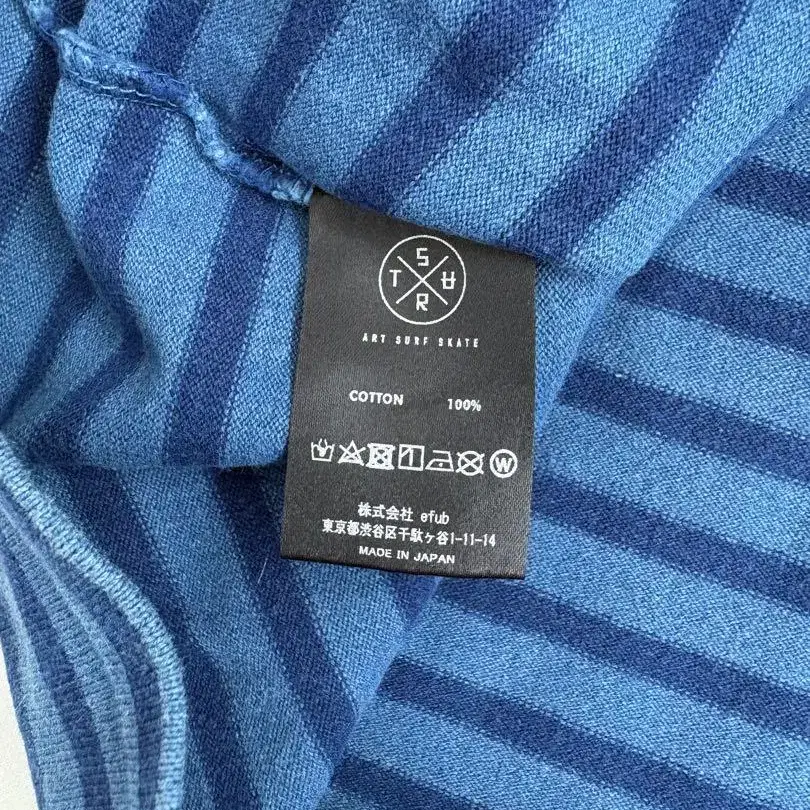 S
T U
R
ART SURF SKATE
COTTON 100%
W
株式会社 efub
東京都渋谷区千駄ヶ谷1-11-14
MADE IN JAPAN